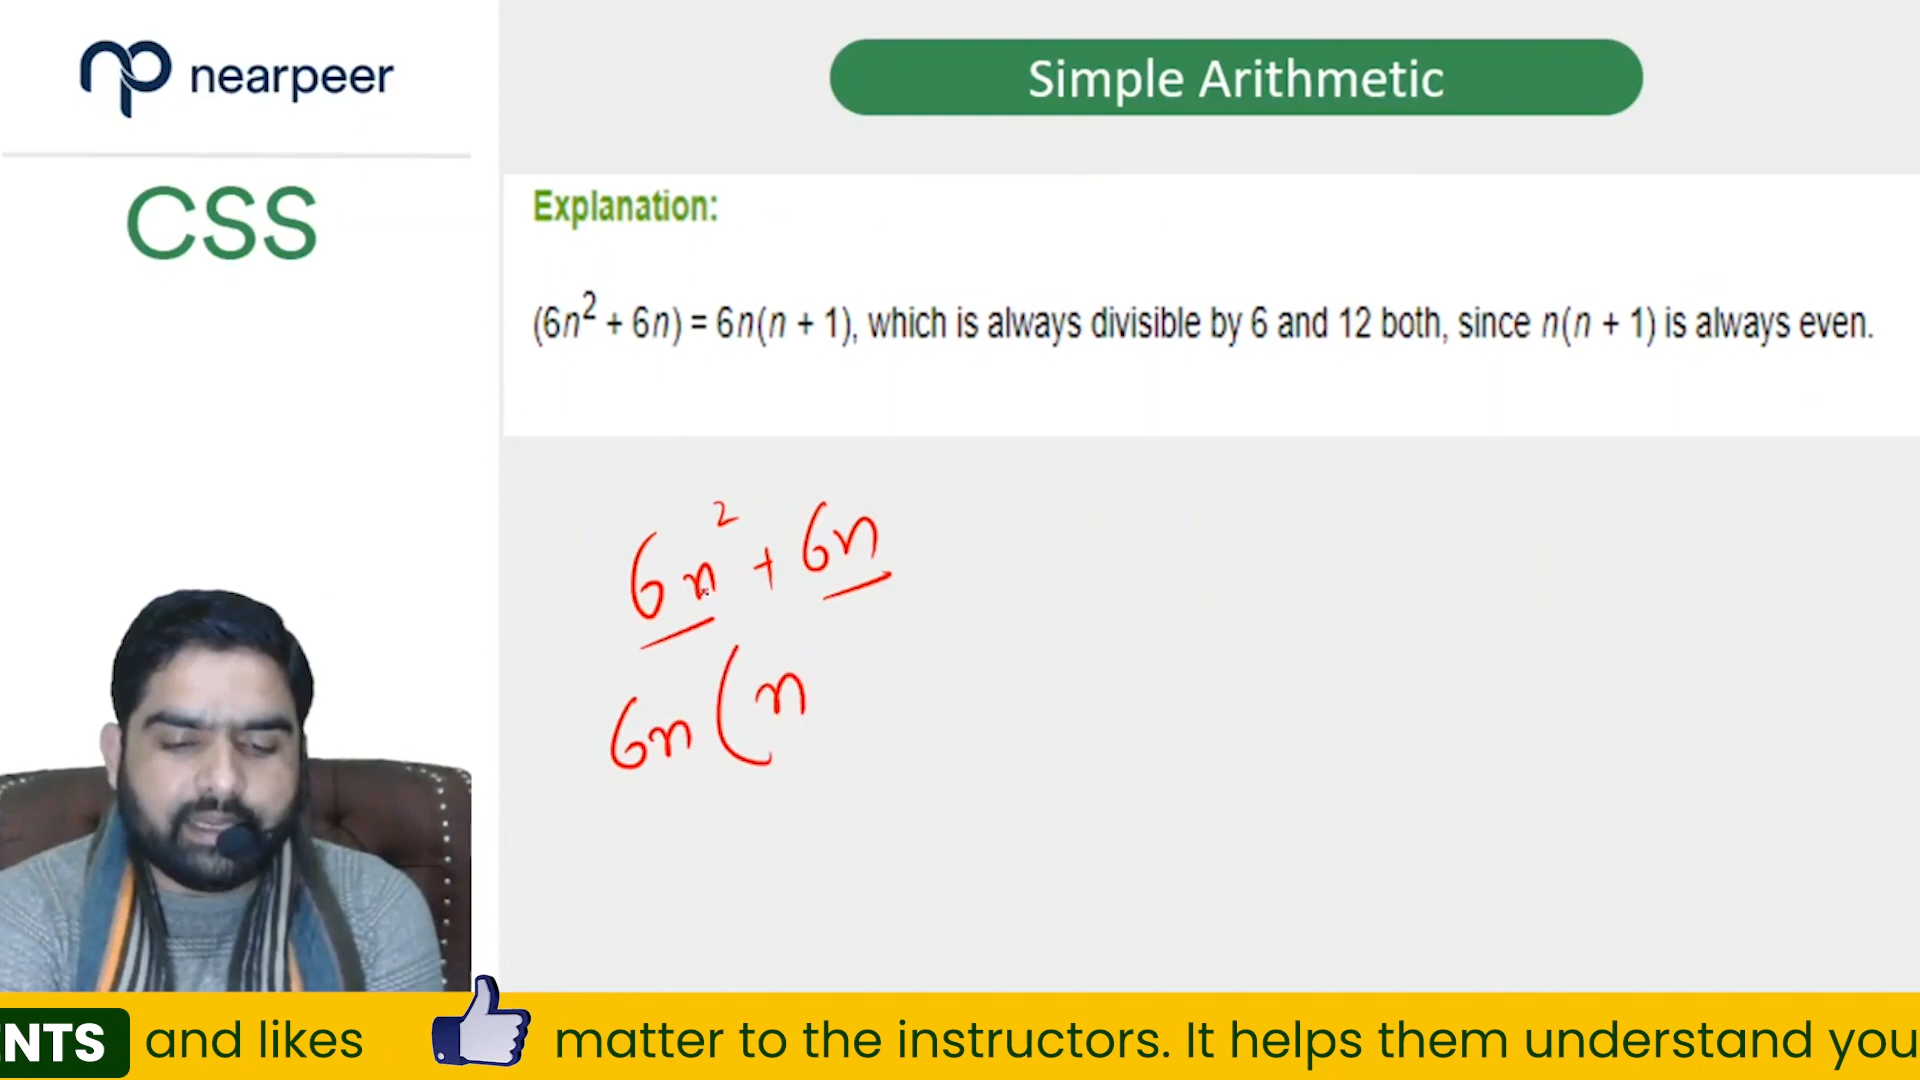 nearpeer
Simple Arithmetic
CSS
Explanation:
(6n² + 6n) = 6n(n + 1), which is always divisible by 6 and 12 both, since n(n + 1) is always even.
6n² + 6n
6n (n
ENTS and likes matter to the instructors. It helps them understand you